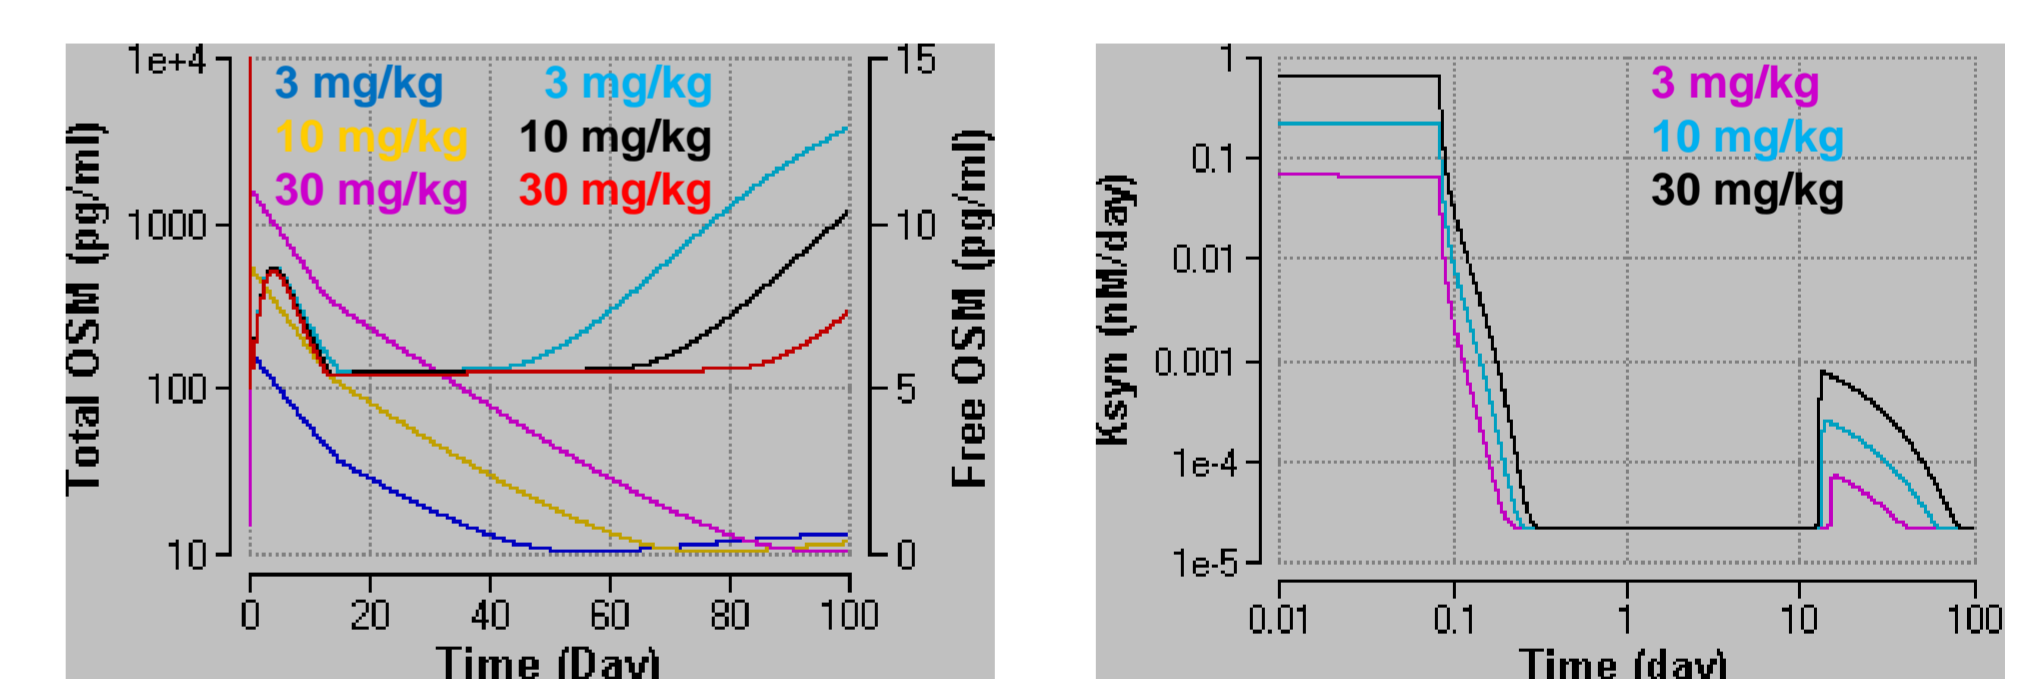 1e+4
1000
100
10
Total OSM (pg/ml)
3 mg/kg
10 mg/kg
30 mg/kg
3 mg/kg
10 mg/kg
30 mg/kg
15
10
5
0
Free OSM (pg/ml)
0 20 40 60 80 100
Time (Day)
1
0.1
0.01
0.001
1e-4
1e-5
Ksyn (nM/day)
3 mg/kg
10 mg/kg
30 mg/kg
0.01 0.1 1 10 100
Time (day)